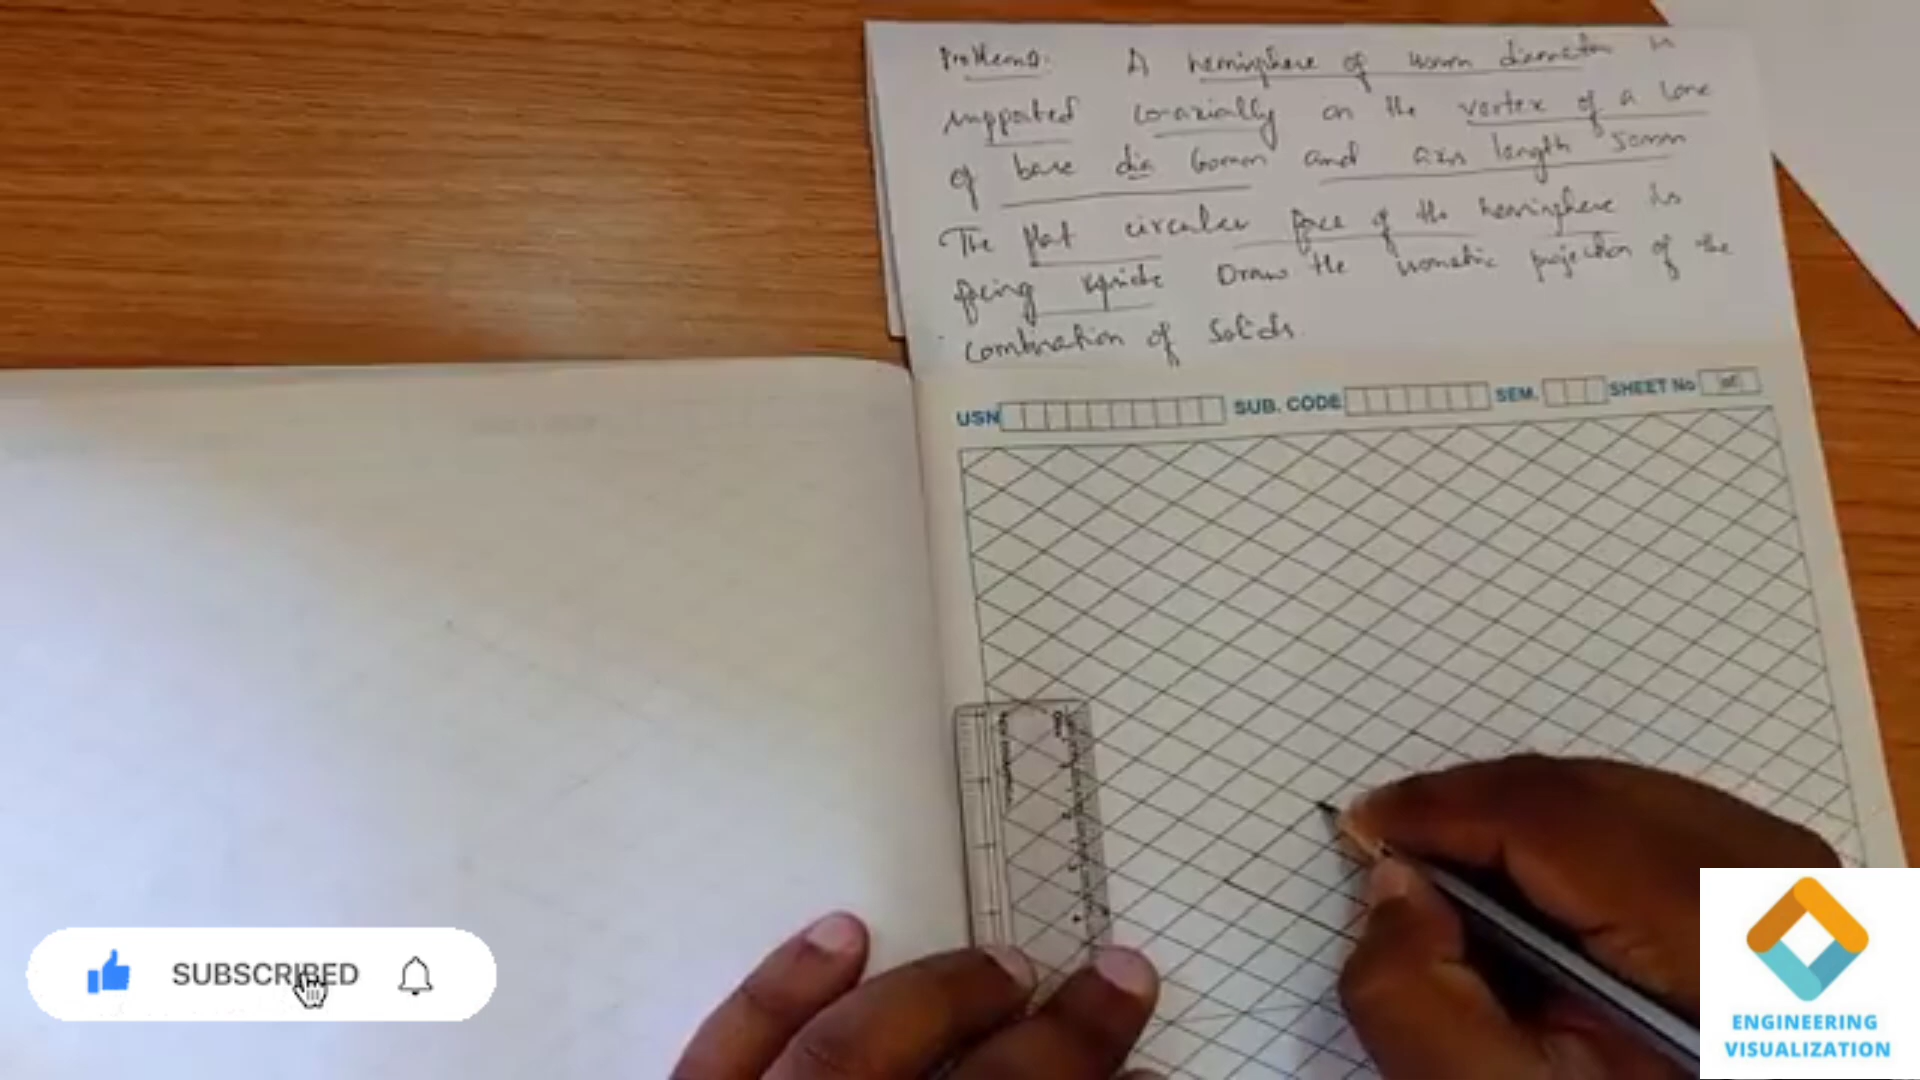 A hemisphere of 40mm diameter is
supported co-axially on the vertex of a cone
of base dia 60mm and axis length 50mm
The flat circular face of the hemisphere is
facing upside Draw the isometric projection of the
combination of solids.
USN SUB. CODE SEM. SHEET No
SUBSCRIBED
ENGINEERING
VISUALIZATION